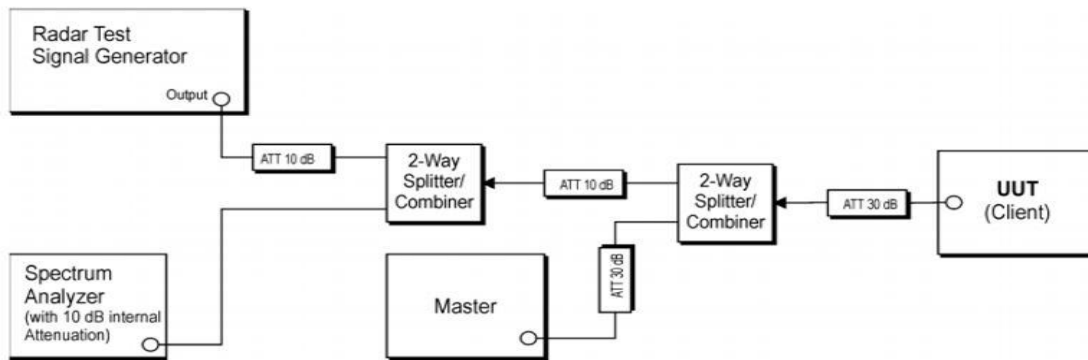 Radar Test
Signal Generator
Output
ATT 10 dB
2-Way
Splitter/
Combiner
ATT 10 dB
2-Way
Splitter/
Combiner
ATT 30 dB
UUT
(Client)
Spectrum
Analyzer
(with 10 dB internal
Attenuation)
Master
ATT 30 dB